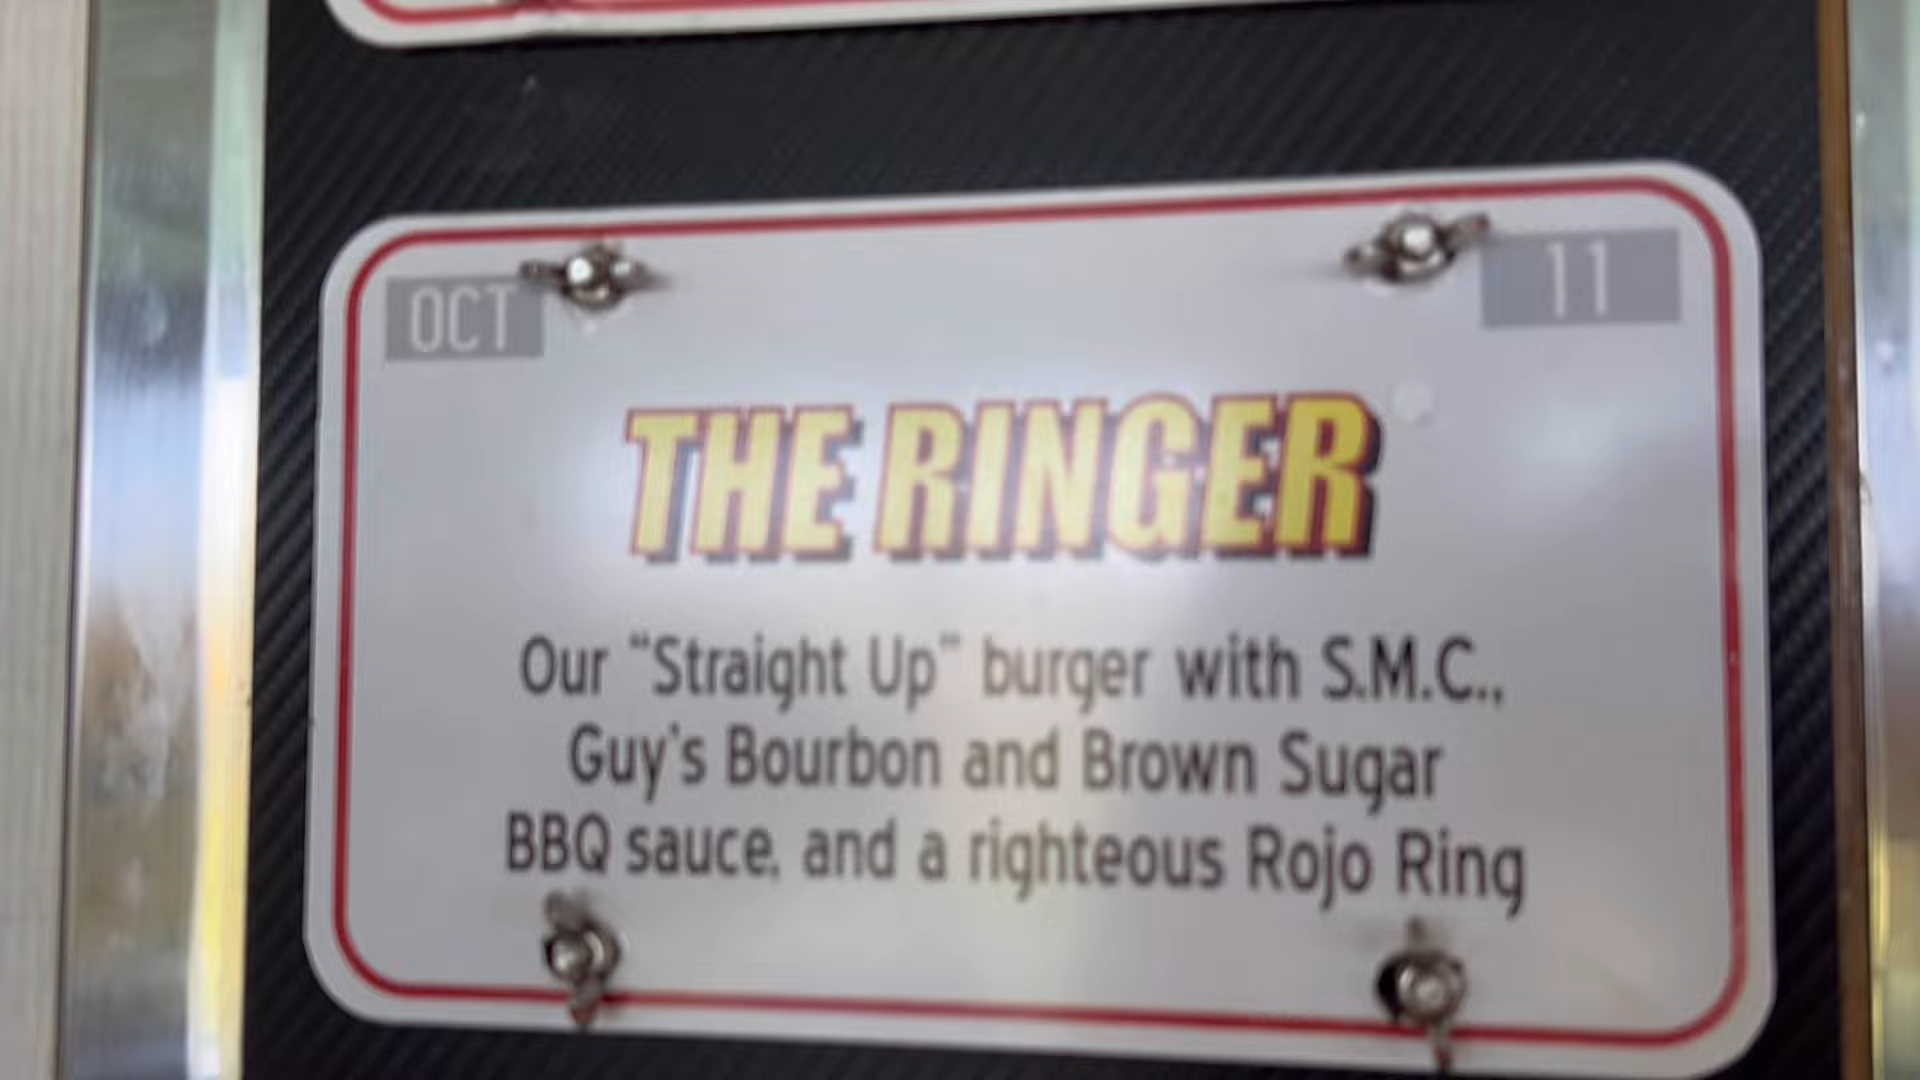 OCT 11
THE RINGER
Our "Straight Up" burger with S.M.C.,
Guy's Bourbon and Brown Sugar
BBQ sauce, and a righteous Rojo Ring